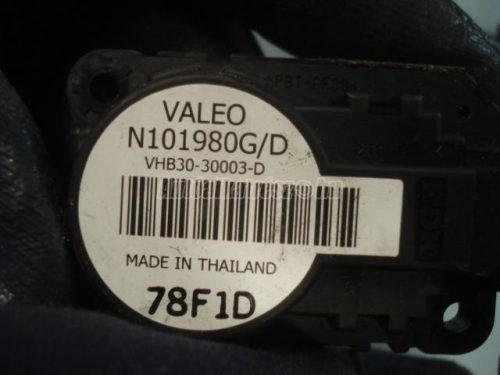 VALEO
N101980G/D
VHB30-30003-D
MADE IN THAILAND
78F1D